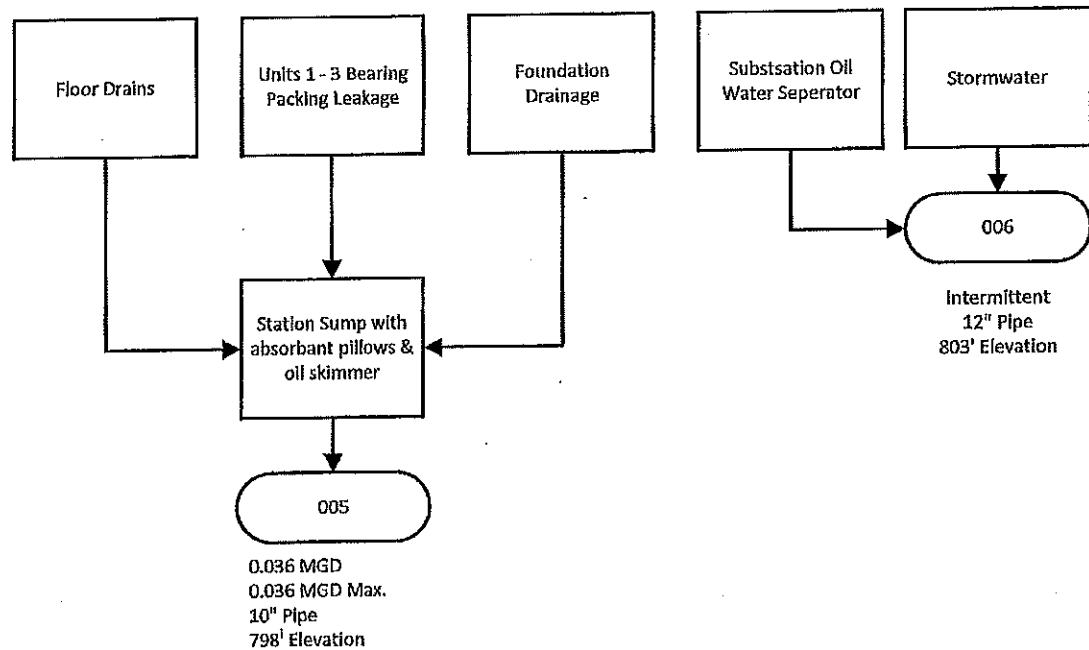 Floor Drains
Units 1 - 3 Bearing
Packing Leakage
Foundation
Drainage
Substsation Oil
Water Seperator
Stormwater
006
Intermittent
12" Pipe
803' Elevation
Station Sump with
absorbant pillows &
oil skimmer
005
0.036 MGD
0.036 MGD Max.
10" Pipe
798' Elevation